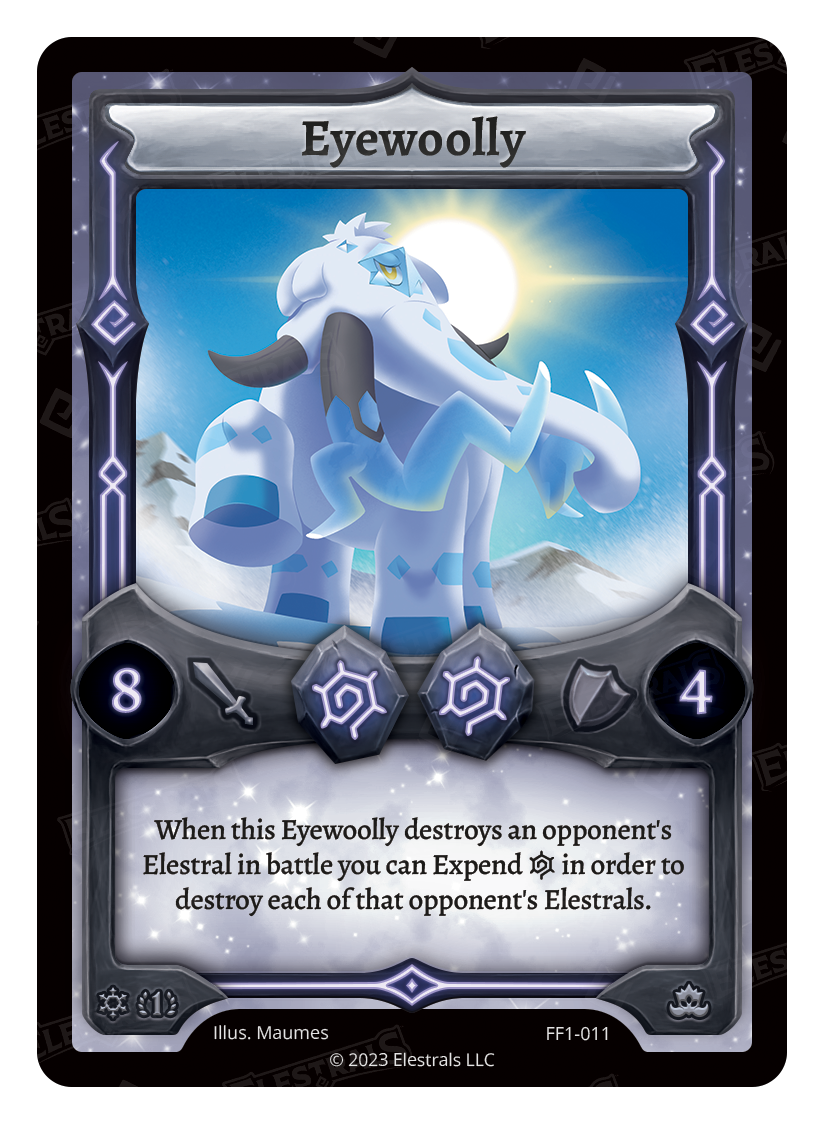 Eyewoolly
8
4
When this Eyewoolly destroys an opponent's
Elestral in battle you can Expend in order to
destroy each of that opponent's Elestrals.
1
Illus. Maumes
FF1-011
© 2023 Elestrals LLC